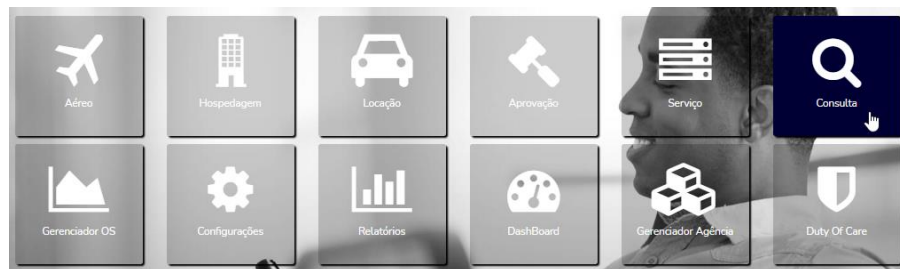 Aéreo
Hospedagem
Locação
Aprovação
Serviço
Consulta
Gerenciador OS
Configurações
Relatórios
DashBoard
Gerenciador Agência
Duty Of Care